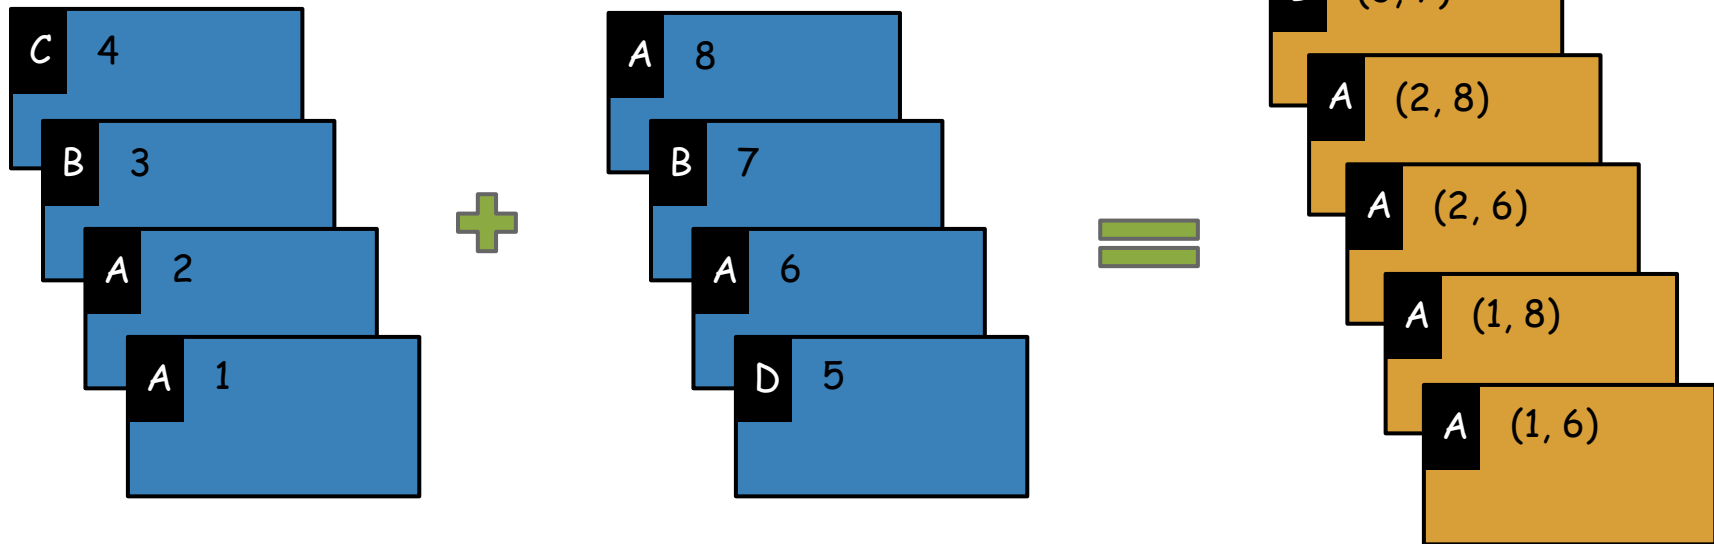 C 4
B 3
A 2
A 1
A 8
B 7
A 6
D 5
A (2, 8)
A (2, 6)
A (1, 8)
A (1, 6)